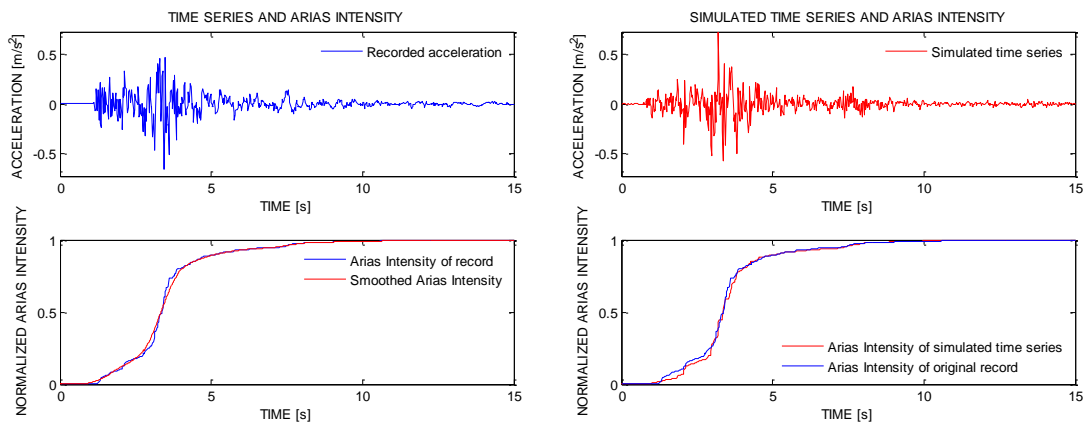 TIME SERIES AND ARIAS INTENSITY
ACCELERATION [m/s2]
0.5
0
-0.5
Recorded acceleration
0 5 10 15
TIME [s]
SIMULATED TIME SERIES AND ARIAS INTENSITY
ACCELERATION [m/s2]
0.5
0
-0.5
Simulated time series
0 5 10 15
TIME [s]
NORMALIZED ARIAS INTENSITY
1
0.5
0
Arias Intensity of record
Smoothed Arias Intensity
0 5 10 15
TIME [s]
NORMALIZED ARIAS INTENSITY
1
0.5
0
Arias Intensity of simulated time series
Arias Intensity of original record
0 5 10 15
TIME [s]